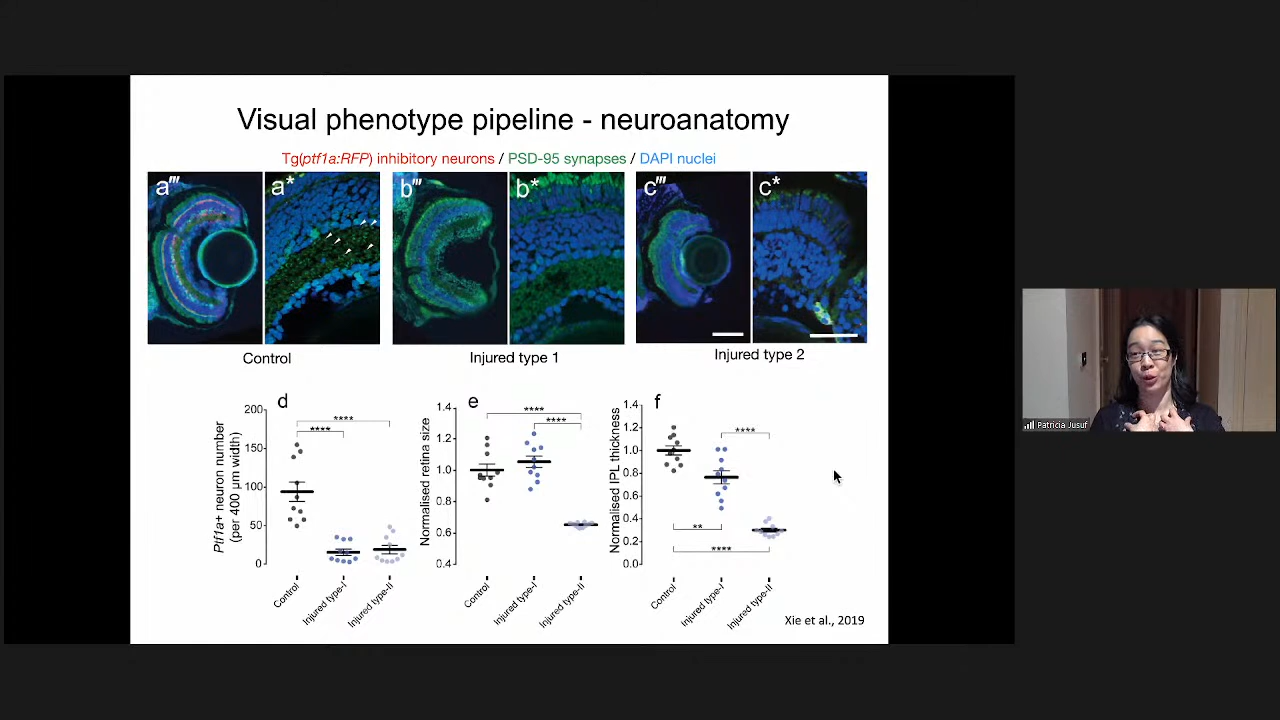 Visual phenotype pipeline - neuroanatomy
Tg(ptf1a:RFP) inhibitory neurons / PSD-95 synapses / DAPI nuclei
a‴
a*
b‴
b*
c‴
c*
Control
Injured type 1
Injured type 2
d
Ptf1a+ neuron number
(per 400 µm width)
200
150
100
50
0
****
****
Control
Injured type-I
Injured type-II
e
Normalised retina size
1.4
1.2
1.0
0.8
0.6
0.4
****
****
Control
Injured type-I
Injured type-II
f
Normalised IPL thickness
1.4
1.2
1.0
0.8
0.6
0.4
0.2
0.0
****
**
****
Control
Injured type-I
Injured type-II
Xie et al., 2019
Patricia Jusuf